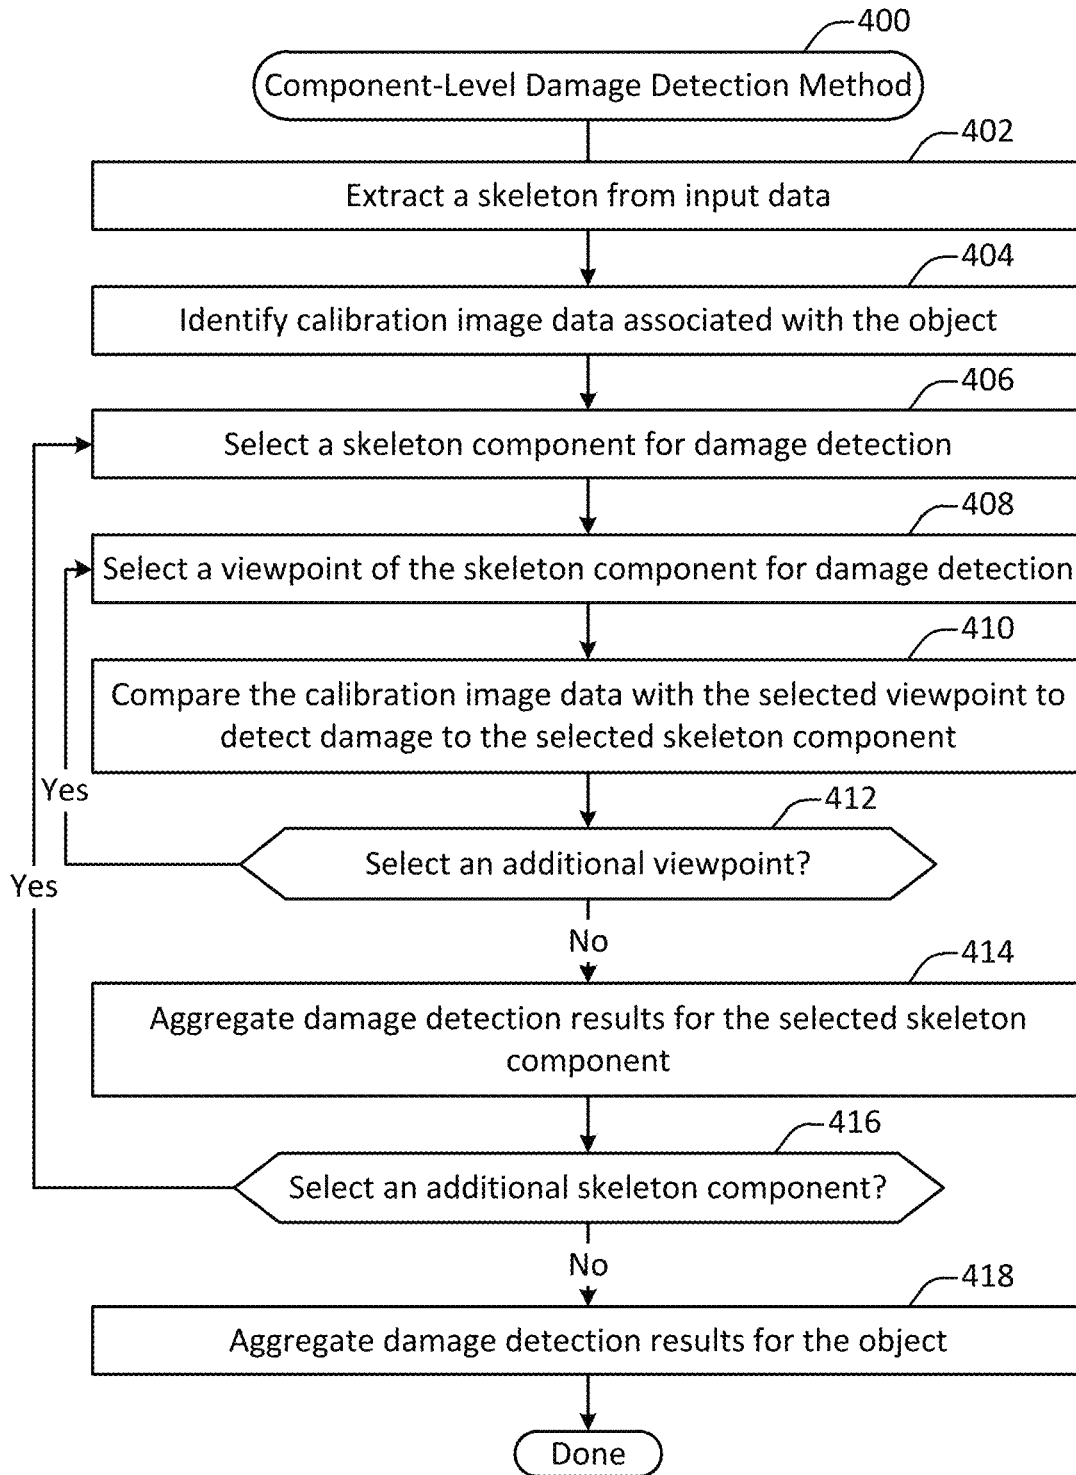 400
Component-Level Damage Detection Method
402
Extract a skeleton from input data
404
Identify calibration image data associated with the object
406
Select a skeleton component for damage detection
408
Select a viewpoint of the skeleton component for damage detection
410
Compare the calibration image data with the selected viewpoint to
detect damage to the selected skeleton component
Yes
412
Select an additional viewpoint?
Yes
No
414
Aggregate damage detection results for the selected skeleton
component
416
Select an additional skeleton component?
No
418
Aggregate damage detection results for the object
Done